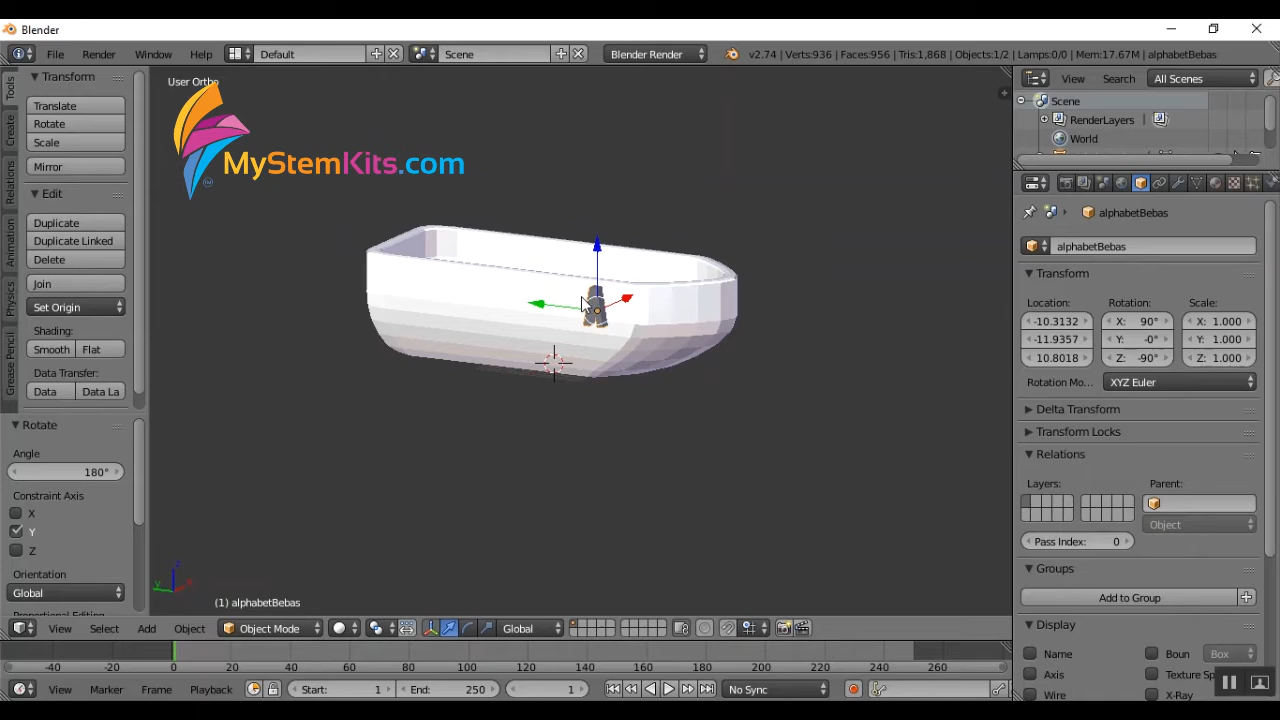 Blender
File Render Window Help Default Scene Blender Render v2.74 | Verts:936 | Faces:956 | Tris:1,868 | Objects:1/2 | Lamps:0/0 | Mem:17.67M | alphabetBebas
Tools
Create
Relations
Animation
Physics
Grease Pencil
Transform
Translate
Rotate
Scale
Mirror
Edit
Duplicate
Duplicate Linked
Delete
Join
Set Origin
Shading:
Smooth Flat
Data Transfer:
Data Data La
Rotate
Angle
180°
Constraint Axis
X
Y
Z
Orientation
Global
User Ortho
MyStemKits.com
TM
(1) alphabetBebas
View Select Add Object Object Mode Global
-40 -20 0 20 40 60 80 100 120 140 160 180 200 220 240 260
View Marker Frame Playback Start: 1 End: 250 1 No Sync
View Search All Scenes
Scene
RenderLayers
World
alphabetBebas
alphabetBebas
Transform
Location: Rotation: Scale:
-10.3132 X: 90° X: 1.000
-11.9357 Y: -0° Y: 1.000
10.8018 Z: -90° Z: 1.000
Rotation Mo... XYZ Euler
Delta Transform
Transform Locks
Relations
Layers: Parent:
Object
Pass Index: 0
Groups
Add to Group
Display
Name Boun Box
Axis Texture Sp
Wire X-Ray